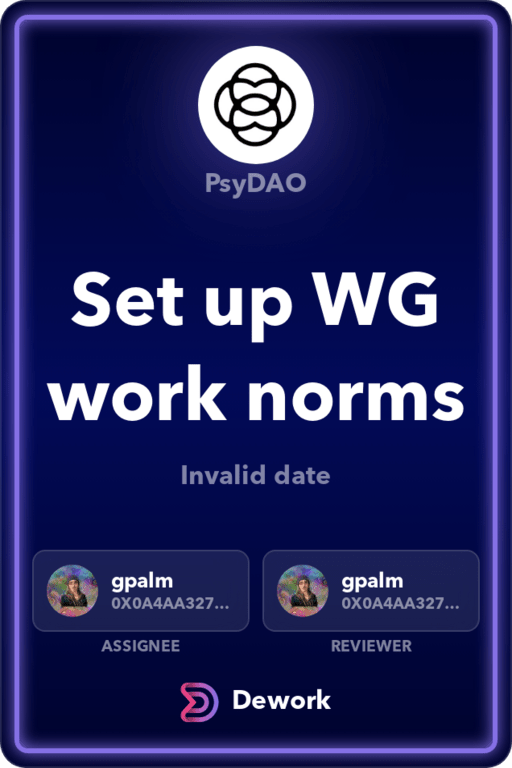 PsyDAO
Set up WG
work norms
Invalid date
gpalm
0X0A4AA327...
ASSIGNEE
gpalm
0X0A4AA327...
REVIEWER
Dework